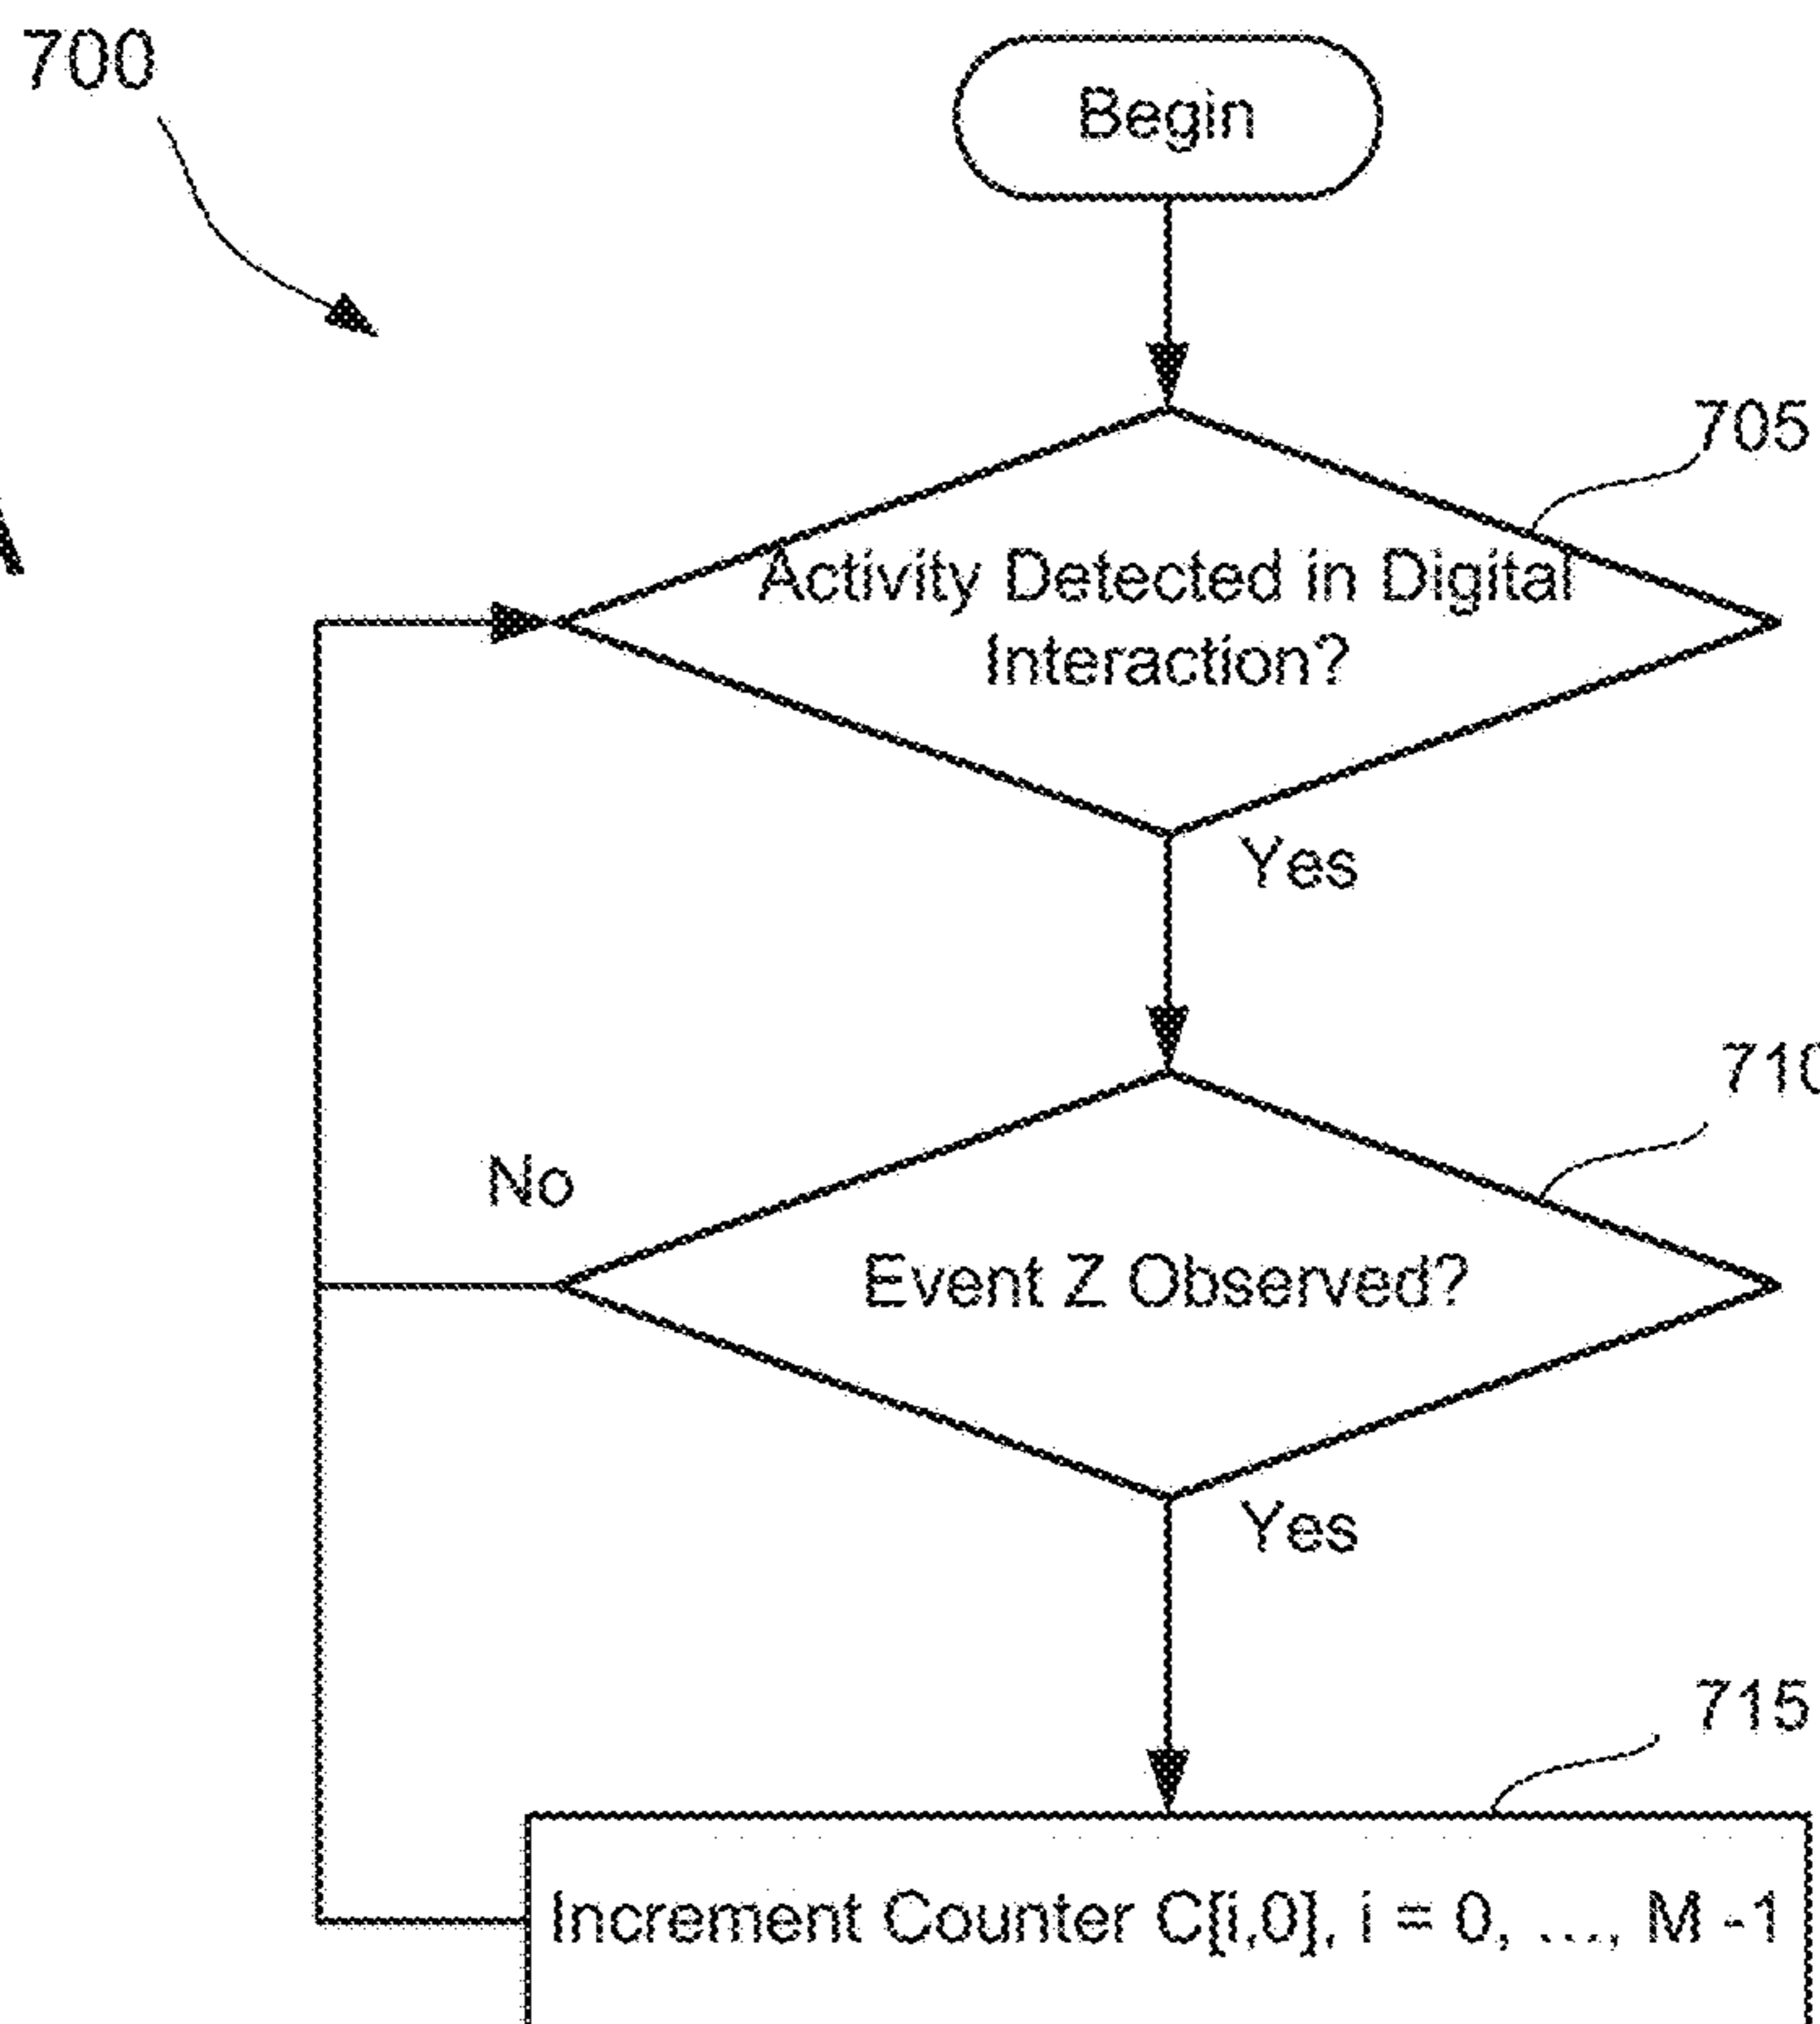 700
Begin
705
Activity Detected in Digital
Interaction?
Yes
710
No
Event Z Observed?
Yes
715
Increment Counter C[i,0], i = 0, ..., M -1